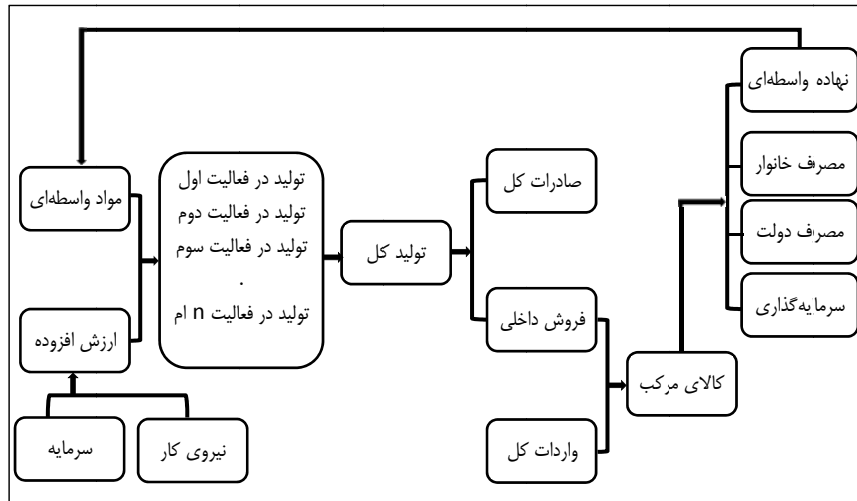 نهاده واسطه‌ای
مصرف خانوار
مصرف دولت
سرمایه‌گذاری
صادرات کل
فروش داخلی
واردات کل
کالای مرکب
تولید کل
تولید در فعالیت اول
تولید در فعالیت دوم
تولید در فعالیت سوم
.
تولید در فعالیت n ام
مواد واسطه‌ای
ارزش افزوده
نیروی کار
سرمایه